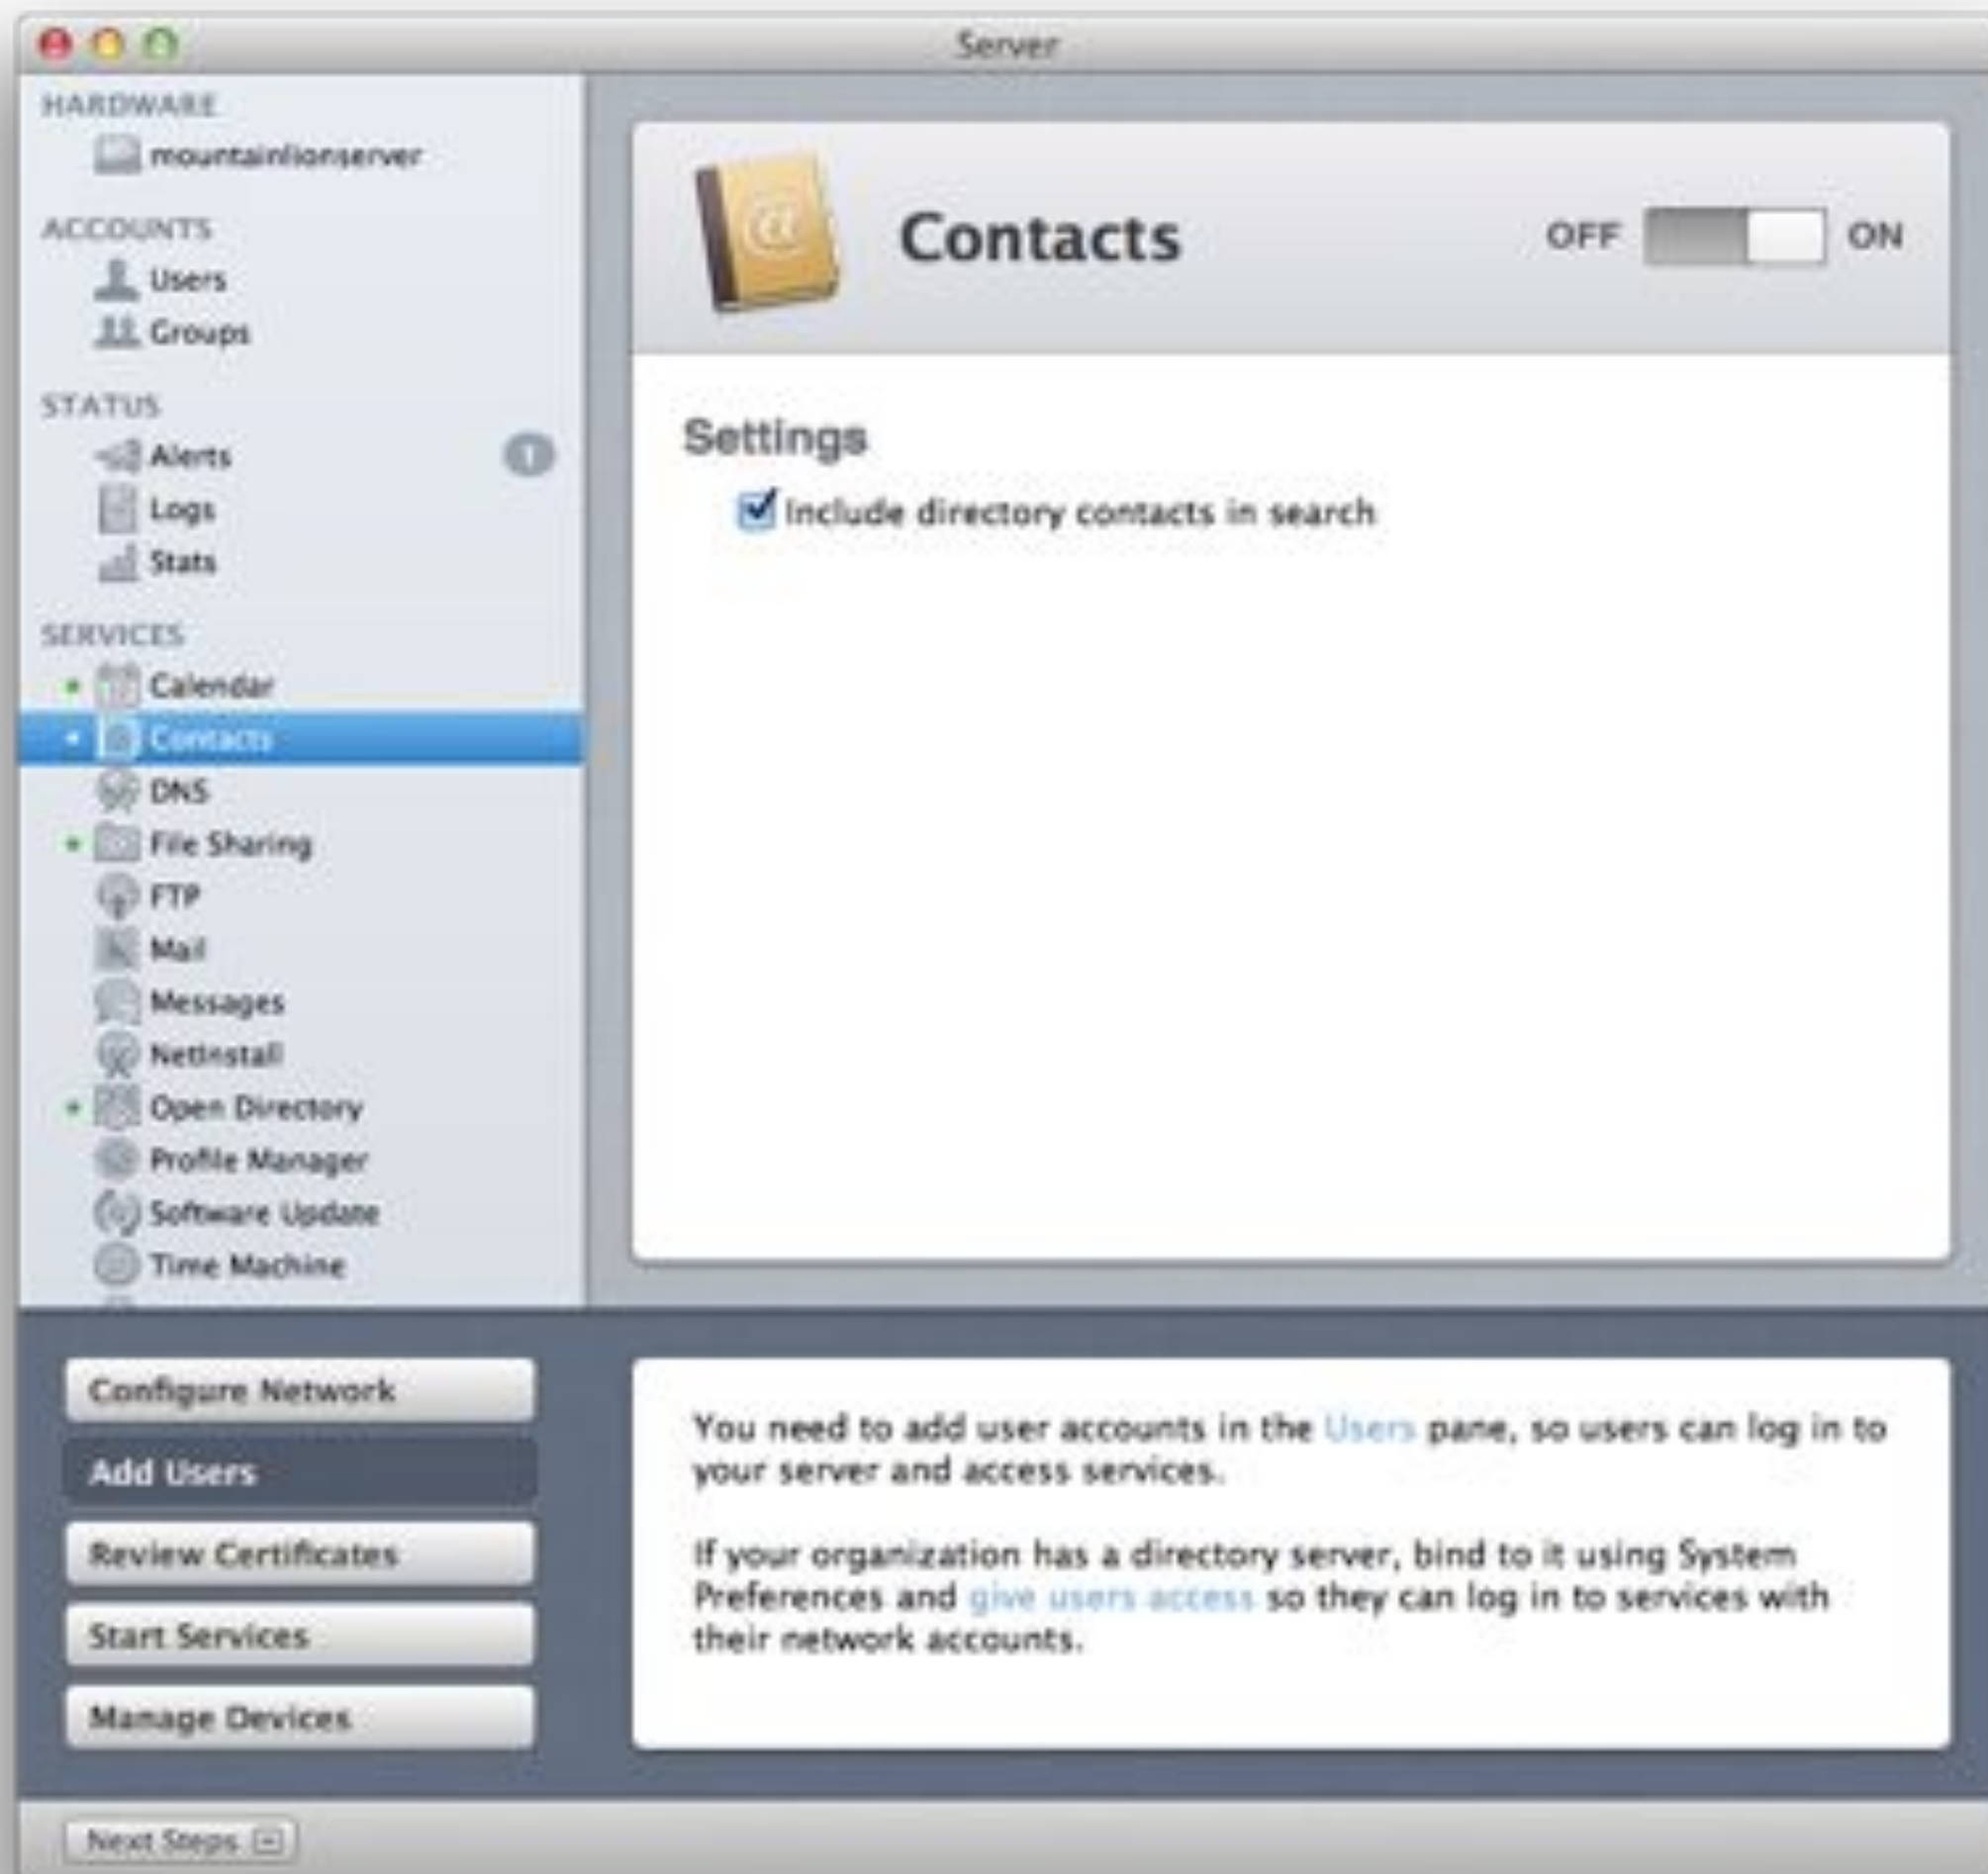 Server
HARDWARE
mountainlionserver
ACCOUNTS
Users
Groups
STATUS
Alerts 1
Logs
Stats
SERVICES
Calendar
Contacts
DNS
File Sharing
FTP
Mail
Messages
NetInstall
Open Directory
Profile Manager
Software Update
Time Machine
@
Contacts
OFF ON
Settings
Include directory contacts in search
Configure Network
Add Users
Review Certificates
Start Services
Manage Devices
You need to add user accounts in the Users pane, so users can log in to
your server and access services.
If your organization has a directory server, bind to it using System
Preferences and give users access so they can log in to services with
their network accounts.
Next Steps